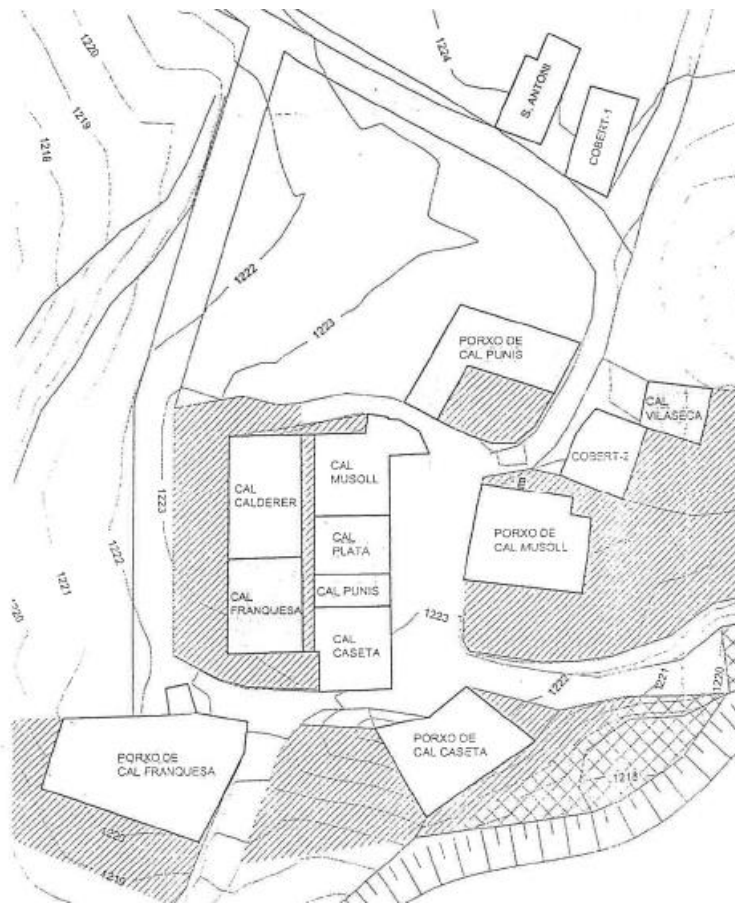 1220
1219
1218
1224
S. ANTONI
COBERT-1
1222
1223
PORXO DE
CAL PUNIS
CAL
VILASECA
COBERT-2
CAL
MUSOLL
CAL
CALDERER
1223
PORXO DE
CAL MUSOLL
CAL
PLATA
1222
1221
CAL PUNIS
CAL
FRANQUESA
1223
CAL
CASETA
1222
1221
1220
PORXO DE
CAL FRANQUESA
PORXO DE
CAL CASETA
1220
1219